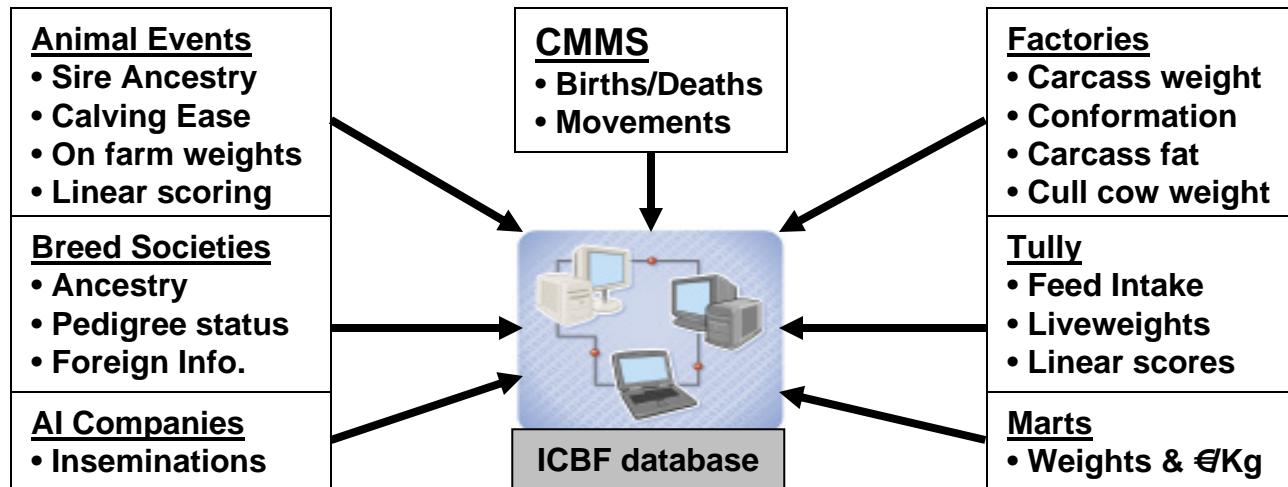 Animal Events
• Sire Ancestry
• Calving Ease
• On farm weights
• Linear scoring
Breed Societies
• Ancestry
• Pedigree status
• Foreign Info.
AI Companies
• Inseminations
CMMS
• Births/Deaths
• Movements
ICBF database
Factories
• Carcass weight
• Conformation
• Carcass fat
• Cull cow weight
Tully
• Feed Intake
• Liveweights
• Linear scores
Marts
• Weights & €/Kg